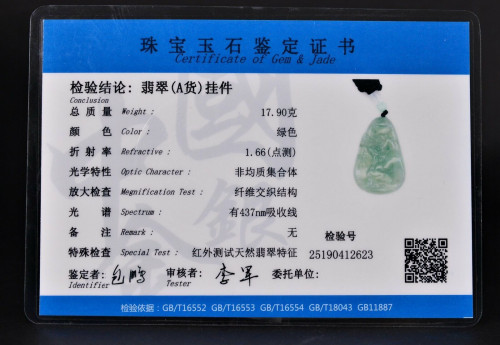 珠宝玉石鉴定证书
Certificate of Gem & Jade
检验结论: 翡翠(A货)挂件
Conclusion
总质量 Weight : 17.90克
颜色 Color : 绿色
折射率 Refractive : 1.66(点测)
光学特性 Optic Character : 非均质集合体
放大检查 Megnification Test : 纤维交织结构
光谱 Spectrum : 有437nm吸收线
备注 Remark : 无
检验号
特殊检查 Special Test : 红外测试天然翡翠特征
25190412623
鉴定者: 包鹏 审核者: 李军 委托单位:
Identifier Tester
检验依据: GB/T16552 GB/T16553 GB/T16554 GB/T18043 GB11887